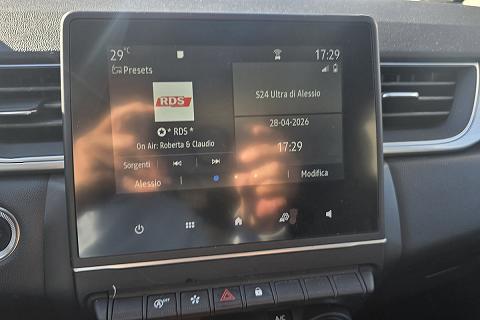 29°C 17:29
Presets
RDS
S24 Ultra di Alessio
* RDS *
On Air: Roberta & Claudio
28-04-2026
17:29
Sorgenti
Alessio
Modifica
A/C